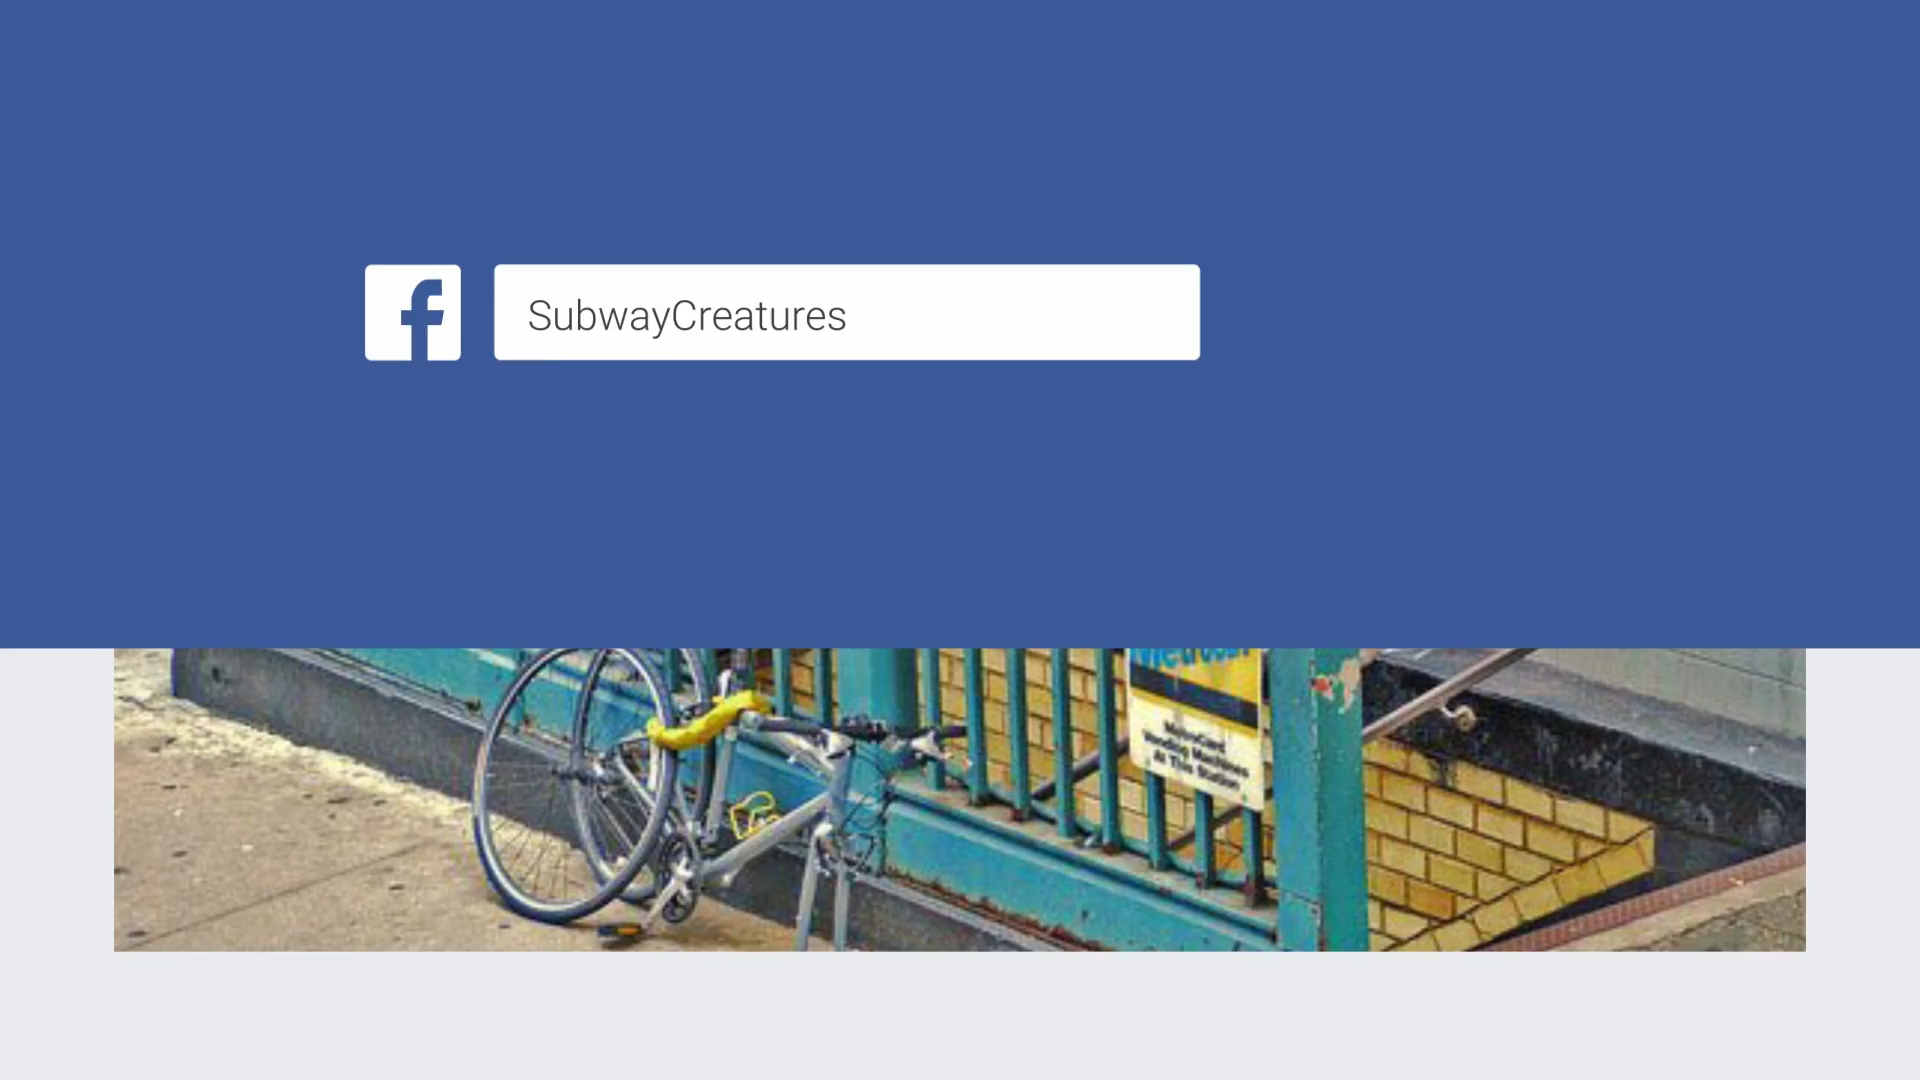 SubwayCreatures
MetroCard
Vending Machines
At This Station